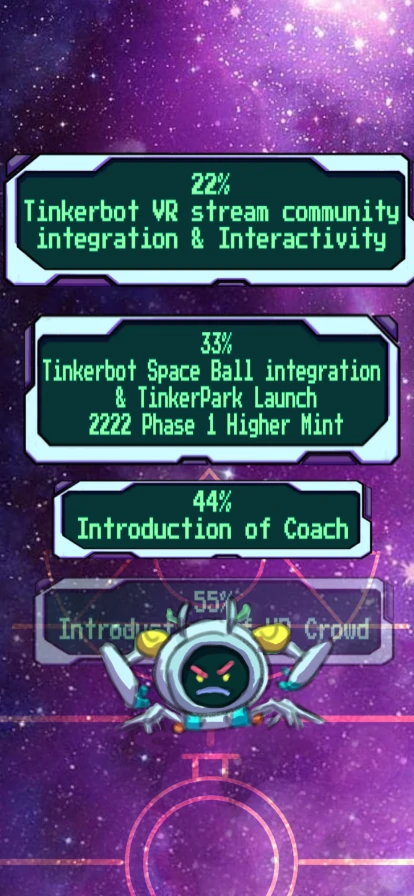 22%
Tinkerbot VR stream community
integration & Interactivity
33%
Tinkerbot Space Ball integration
& TinkerPark Launch
2222 Phase 1 Higher Mint
44%
Introduction of Coach
55%
Crowd